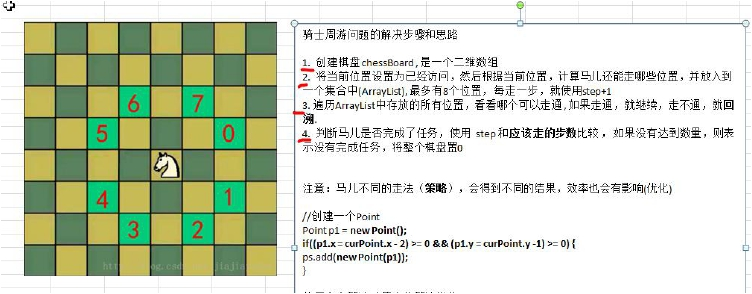 骑士周游问题的解决步骤和思路
1. 创建棋盘 chessBoard , 是一个二维数组
2. 将当前位置设置为已经访问，然后根据当前位置，计算马儿还能走哪些位置，并放入到
一个集合中(ArrayList), 最多有8个位置，每走一步，就使用step+1
3. 遍历ArrayList中存放的所有位置，看看哪个可以走通 , 如果走通，就继续，走不通，就回
溯.
4. 判断马儿是否完成了任务，使用 step 和应该走的步数比较 ，如果没有达到数量，则表
示没有完成任务，将整个棋盘置0
注意：马儿不同的走法（策略），会得到不同的结果，效率也会有影响(优化)
//创建一个Point
Point p1 = new Point();
if((p1.x = curPoint.x - 2) >= 0 && (p1.y = curPoint.y -1) >= 0) {
ps.add(new Point(p1));
}
6 7
5 0
4 1
3 2